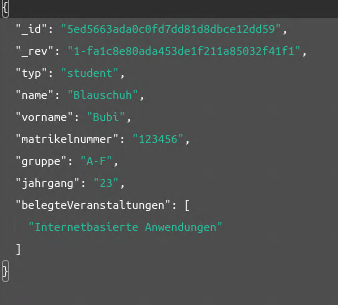 {
"_id": "5ed5663ada0c0fd7dd81d8dbce12dd59",
"_rev": "1-fa1c8e80ada453de1f211a85032f41f1",
"typ": "student",
"name": "Blauschuh",
"vorname": "Bubi",
"matrikelnummer": "123456",
"gruppe": "A-F",
"jahrgang": "23",
"belegteVeranstaltungen": [
"Internetbasierte Anwendungen"
]
}